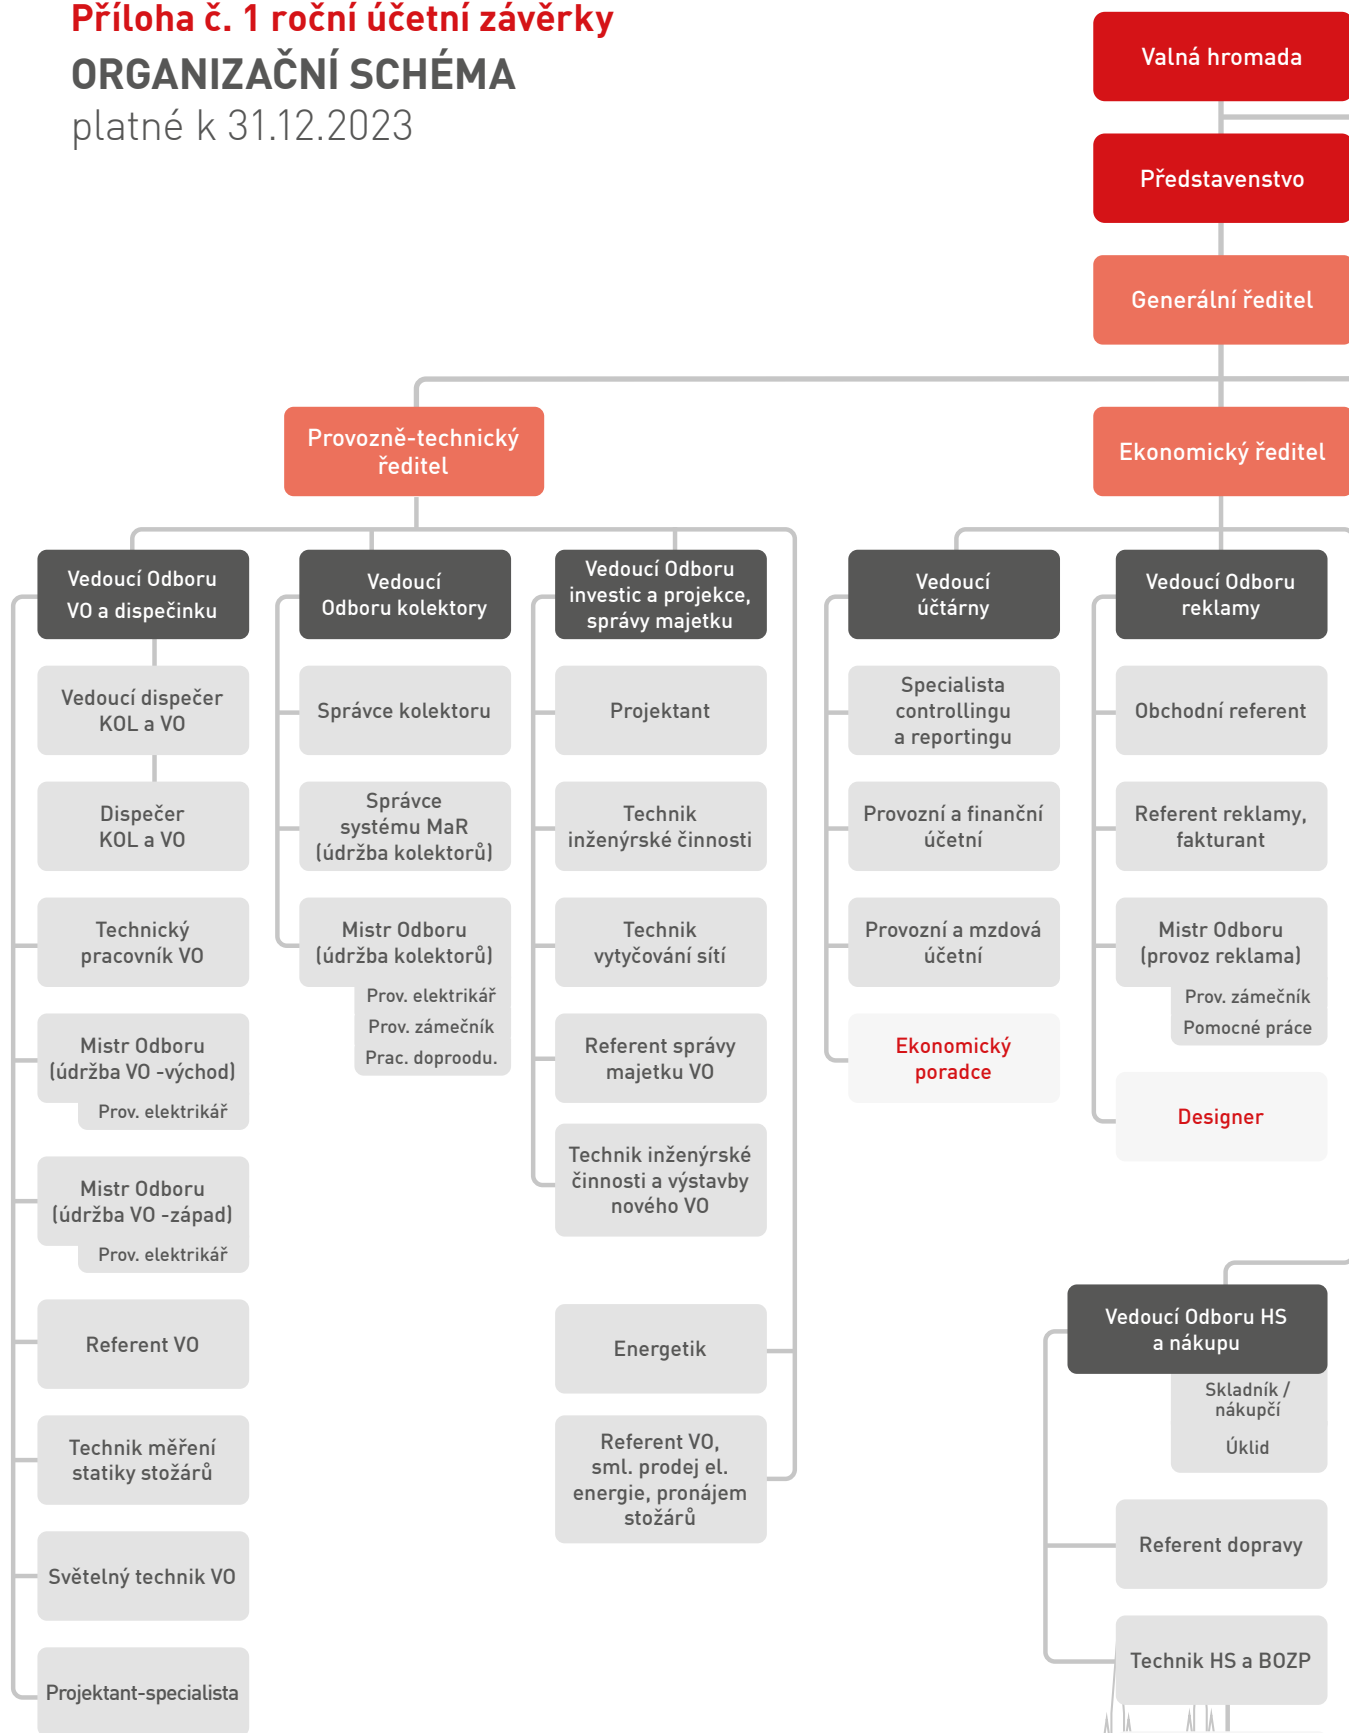 Příloha č. 1 roční účetní závěrky
ORGANIZAČNÍ SCHÉMA
platné k 31.12.2023
Valná hromada
Představenstvo
Generální ředitel
Provozně-technický
ředitel
Ekonomický ředitel
Vedoucí Odboru
VO a dispečinku
Vedoucí dispečer
KOL a VO
Dispečer
KOL a VO
Technický
pracovník VO
Mistr Odboru
(údržba VO -východ)
Prov. elektrikář
Mistr Odboru
(údržba VO -západ)
Prov. elektrikář
Referent VO
Technik měření
statiky stožárů
Světelný technik VO
Projektant-specialista
Vedoucí
Odboru kolektory
Správce kolektoru
Správce
systému MaR
(údržba kolektorů)
Mistr Odboru
(údržba kolektorů)
Prov. elektrikář
Prov. zámečník
Prac. doproodu.
Vedoucí Odboru
investic a projekce,
správy majetku
Projektant
Technik
inženýrské činnosti
Technik
vytyčování sítí
Referent správy
majetku VO
Technik inženýrské
činnosti a výstavby
nového VO
Energetik
Referent VO,
sml. prodej el.
energie, pronájem
stožárů
Vedoucí
účtárny
Specialista
controllingu
a reportingu
Provozní a finanční
účetní
Provozní a mzdová
účetní
Ekonomický
poradce
Vedoucí Odboru
reklamy
Obchodní referent
Referent reklamy,
fakturant
Mistr Odboru
(provoz reklama)
Prov. zámečník
Pomocné práce
Designer
Vedoucí Odboru HS
a nákupu
Skladník /
nákupčí
Úklid
Referent dopravy
Technik HS a BOZP